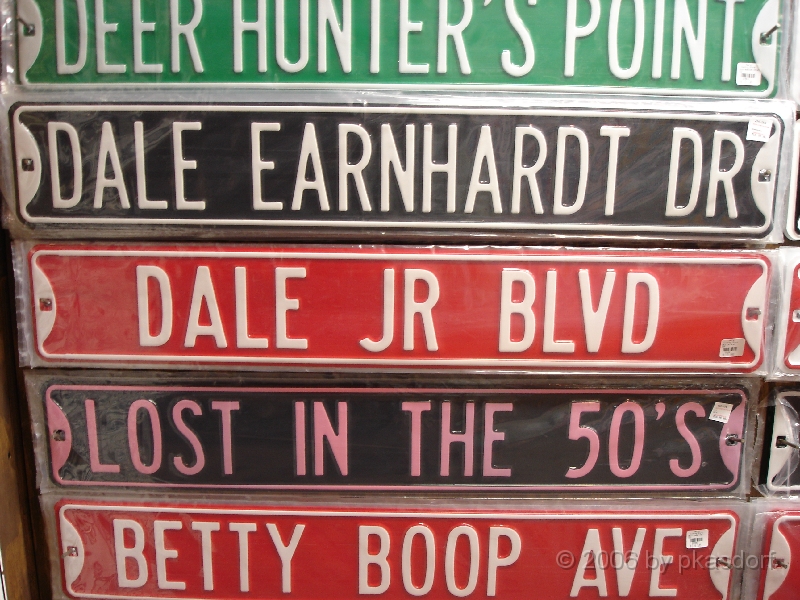 DEER HUNTER'S POINT
DALE EARNHARDT DR
DALE JR BLVD
LOST IN THE 50'S
BETTY BOOP AVE
© 2006 by pkasdorf